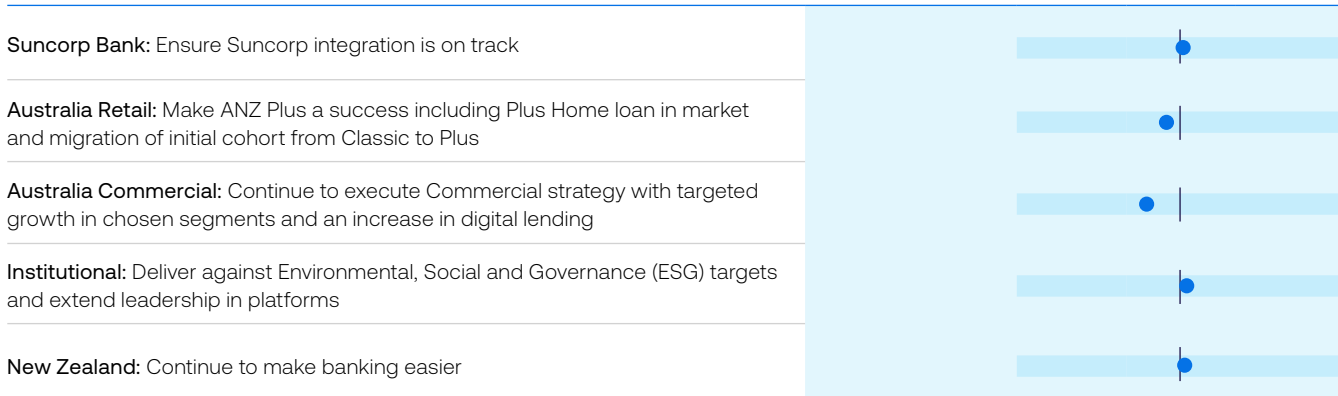 Suncorp Bank: Ensure Suncorp integration is on track
Australia Retail: Make ANZ Plus a success including Plus Home loan in market
and migration of initial cohort from Classic to Plus
Australia Commercial: Continue to execute Commercial strategy with targeted
growth in chosen segments and an increase in digital lending
Institutional: Deliver against Environmental, Social and Governance (ESG) targets
and extend leadership in platforms
New Zealand: Continue to make banking easier